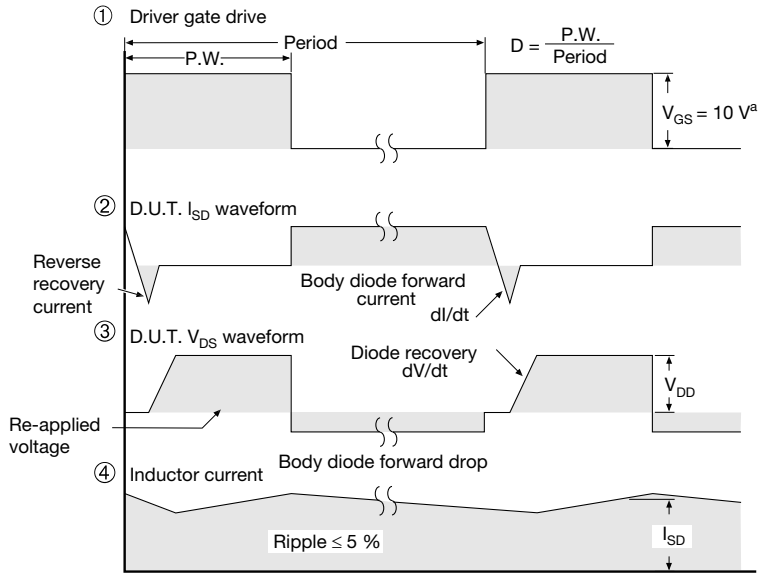 ① Driver gate drive
Period
P.W.
D = P.W. / Period
V_GS = 10 V^a
② D.U.T. I_SD waveform
Reverse
recovery
current
Body diode forward
current
dI/dt
③ D.U.T. V_DS waveform
Diode recovery
dV/dt
V_DD
Re-applied
voltage
Body diode forward drop
④ Inductor current
Ripple ≤ 5 %
I_SD